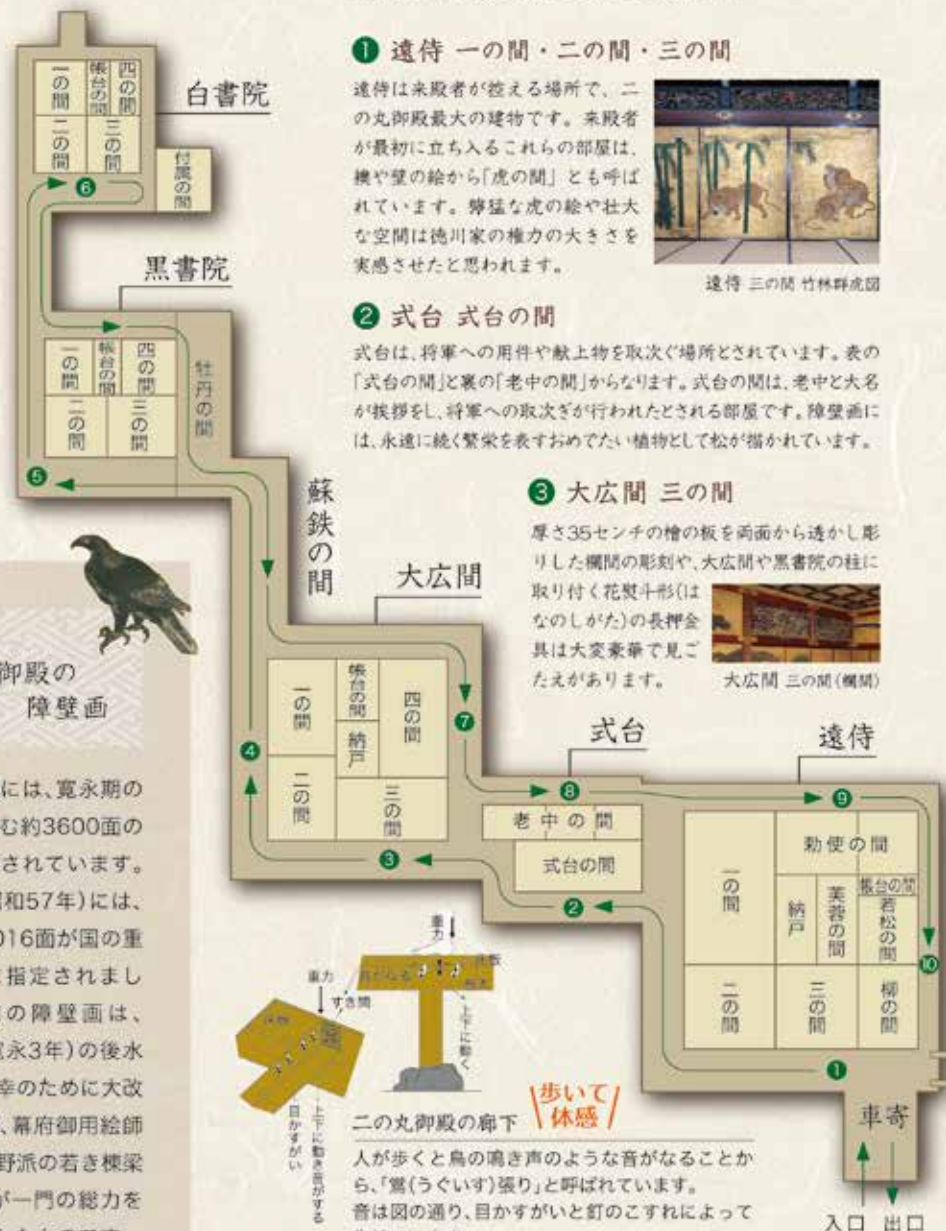 ❶ 遠侍 一の間・二の間・三の間
遠侍は来殿者が控える場所で、二
の丸御殿最大の建物です。来殿者
が最初に立ち入るこれらの部屋は、
襖や壁の絵から「虎の間」とも呼ば
れています。獰猛な虎の絵や壮大
な空間は徳川家の権力の大きさを
実感させたと思われます。
遠侍 三の間 竹林群虎図
❷ 式台 式台の間
式台は、将軍への用件や献上物を取次ぐ場所とされています。表の
「式台の間」と裏の「老中の間」からなります。式台の間は、老中と大名
が挨拶をし、将軍への取次ぎが行われたとされる部屋です。障壁画に
は、永遠に続く繁栄を表すおめでたい植物として松が描かれています。
❸ 大広間 三の間
厚さ35センチの檜の板を両面から透かし彫
りした欄間の彫刻や、大広間や黒書院の柱に
取り付く花熨斗形(は
なのしがた)の長押金
具は大変豪華で見ご
たえがあります。
大広間 三の間(欄間)
白書院
一の間
帳台の間
四の間
二の間
三の間
付属の間
❻
黒書院
一の間
帳台の間
四の間
二の間
三の間
牡丹の間
❺
蘇鉄の間
大広間
一の間
帳台の間
納戸
四の間
二の間
三の間
❹
❼
❸
式台
❽
老中の間
式台の間
❷
遠侍
❾
一の間
勅使の間
納戸
芙蓉の間
帳台の間
若松の間
二の間
三の間
柳の間
❿
❶
車寄
入口
出口
御殿の
障壁画
には、寛永期の
む約3600面の
されています。
和57年)には、
016面が国の重
に指定されまし
の障壁画は、
永3年)の後水
幸のために大改
、幕府御用絵師
野派の若き棟梁
が一門の総力を
重力
重力
すき間
上下に動く
目かすがい
上下に動き音がする
歩いて
体感
二の丸御殿の廊下
人が歩くと鳥の鳴き声のような音がなることか
ら、「鶯(うぐいす)張り」と呼ばれています。
音は図の通り、目かすがいと釘のこすれによって